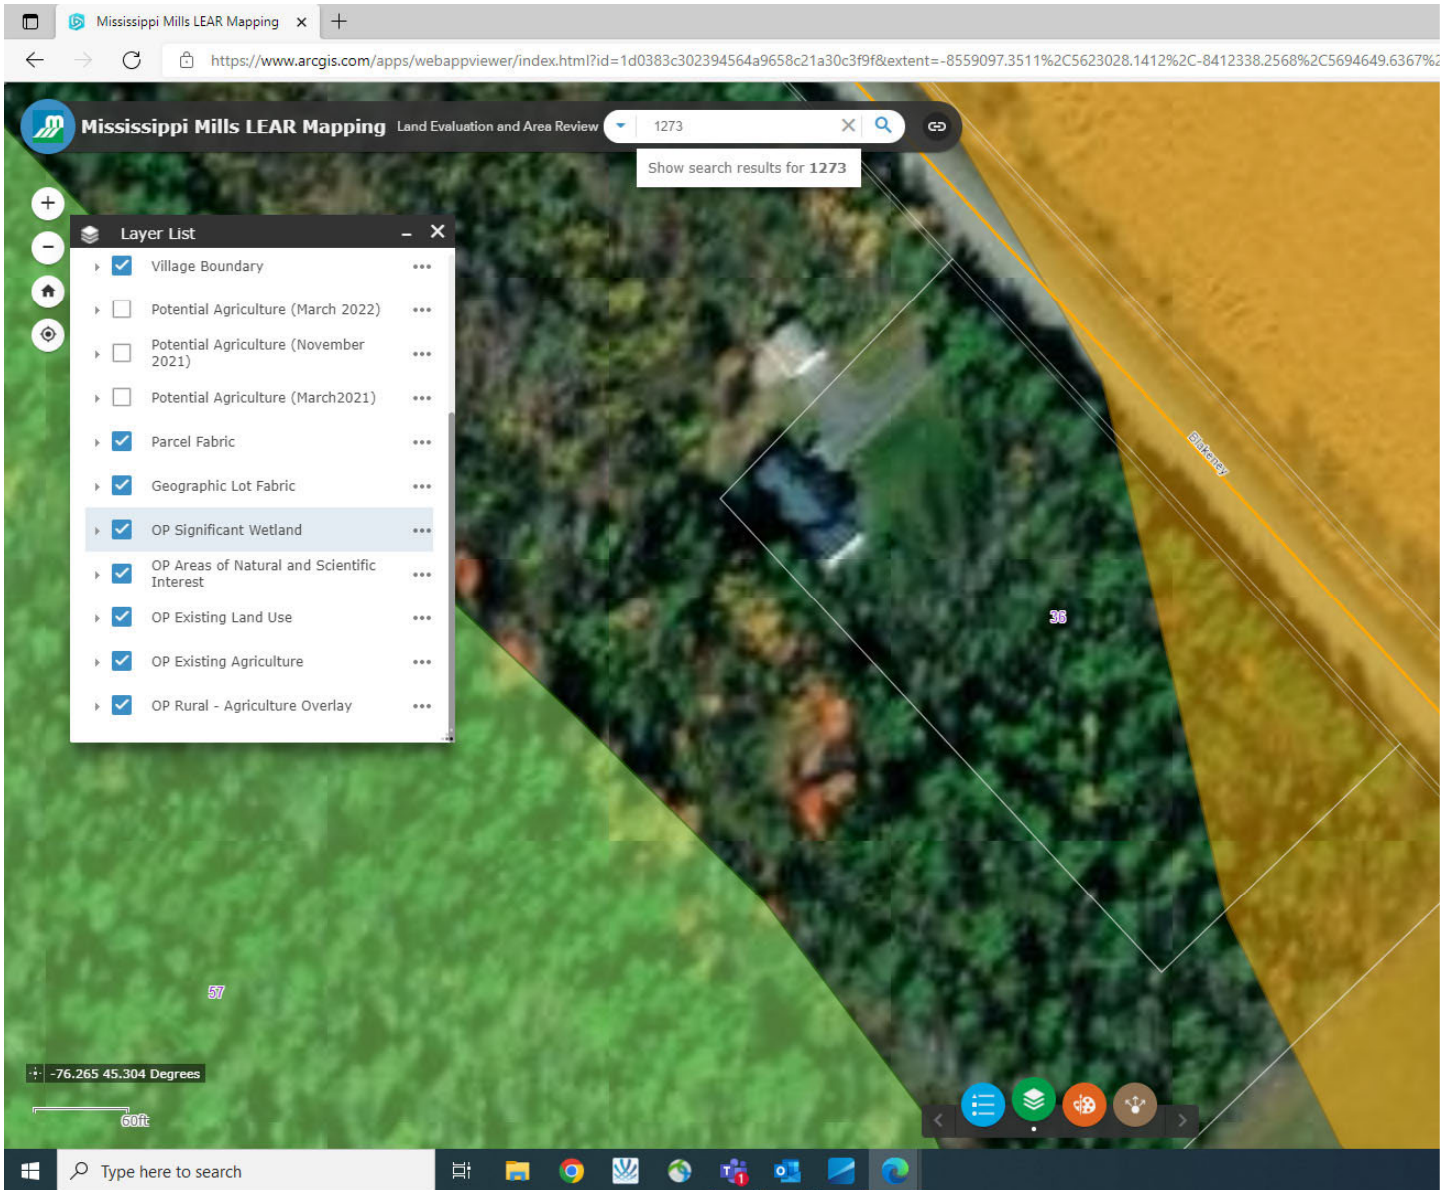 Mississippi Mills LEAR Mapping
https://www.arcgis.com/apps/webappviewer/index.html?id=1d0383c302394564a9658c21a30c3f9f&extent=-8559097.3511%2C5623028.1412%2C-8412338.2568%2C5694649.6367%2
Mississippi Mills LEAR Mapping Land Evaluation and Area Review 1273
Show search results for 1273
Layer List
Village Boundary
Potential Agriculture (March 2022)
Potential Agriculture (November
2021)
Potential Agriculture (March2021)
Parcel Fabric
Geographic Lot Fabric
OP Significant Wetland
OP Areas of Natural and Scientific
Interest
OP Existing Land Use
OP Existing Agriculture
OP Rural - Agriculture Overlay
Blakeney
36
57
-76.265 45.304 Degrees
60ft
Type here to search
1